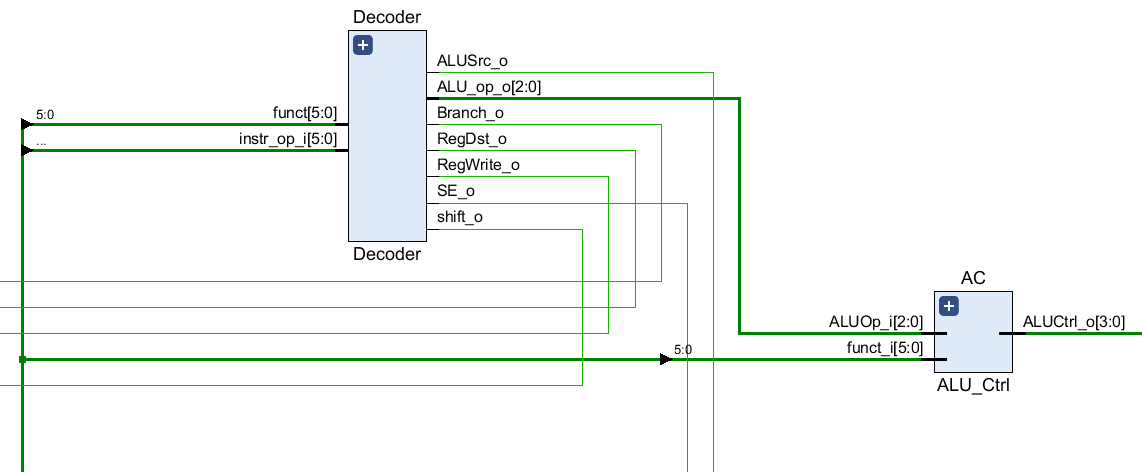 Decoder
ALUSrc_o
ALU_op_o[2:0]
5:0
funct[5:0]
Branch_o
...
instr_op_i[5:0]
RegDst_o
RegWrite_o
SE_o
shift_o
Decoder
AC
ALUOp_i[2:0]
ALUCtrl_o[3:0]
5:0
funct_i[5:0]
ALU_Ctrl